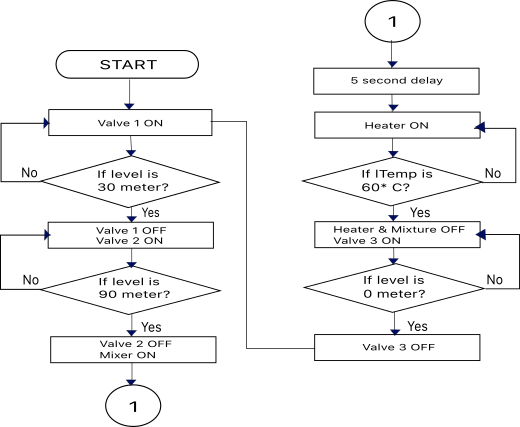 START
Valve 1 ON
If level is
30 meter?
No
Yes
Valve 1 OFF
Valve 2 ON
If level is
90 meter?
No
Yes
Valve 2 OFF
Mixer ON
1
1
5 second delay
Heater ON
If lTemp is
60* C?
No
Yes
Heater & Mixture OFF
Valve 3 ON
If level is
0 meter?
No
Yes
Valve 3 OFF